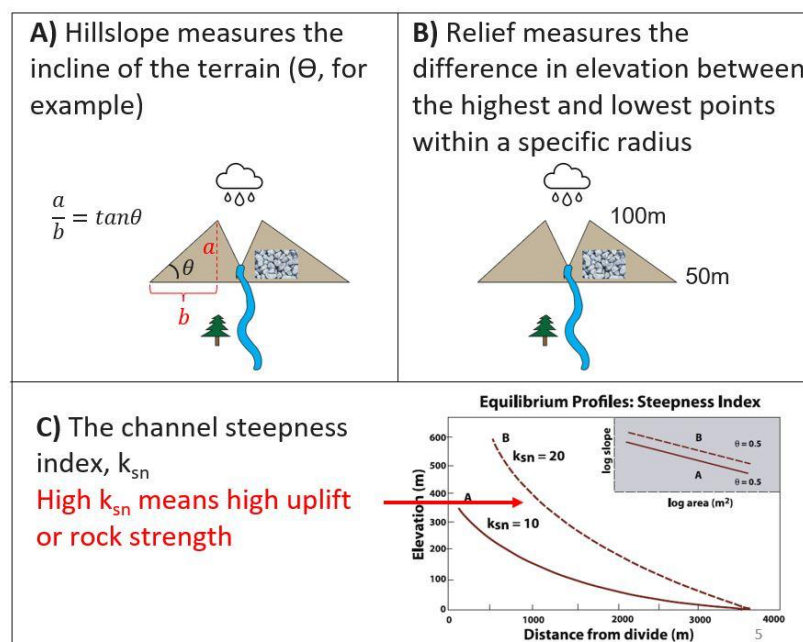 A) Hillslope measures the
incline of the terrain (Ө, for
example)
a/b = tanθ
a
θ
b
B) Relief measures the
difference in elevation between
the highest and lowest points
within a specific radius
100m
50m
C) The channel steepness
index, ksn
High ksn means high uplift
or rock strength
Equilibrium Profiles: Steepness Index
Elevation (m)
600
500
400
300
200
100
0
B
ksn = 20
A
ksn = 10
log slope
B
θ = 0.5
A
θ = 0.5
log area (m²)
0
1000
2000
3000
4000
Distance from divide (m)
5